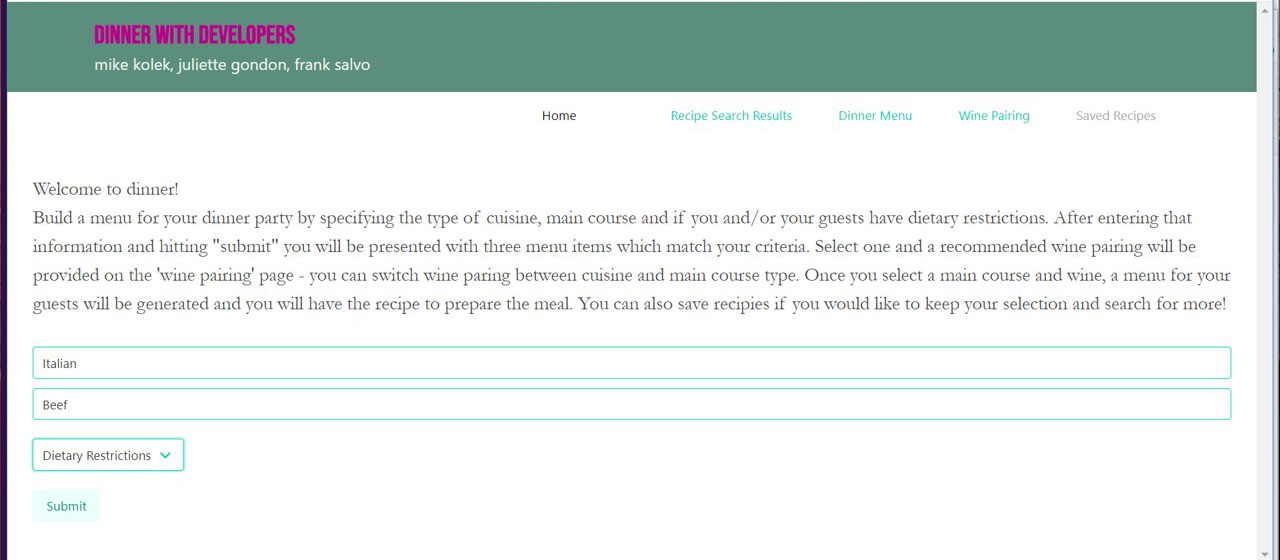 DINNER WITH DEVELOPERS
mike kolek, juliette gondon, frank salvo
Home Recipe Search Results Dinner Menu Wine Pairing Saved Recipes
Welcome to dinner!
Build a menu for your dinner party by specifying the type of cuisine, main course and if you and/or your guests have dietary restrictions. After entering that
information and hitting "submit" you will be presented with three menu items which match your criteria. Select one and a recommended wine pairing will be
provided on the 'wine pairing' page - you can switch wine paring between cuisine and main course type. Once you select a main course and wine, a menu for your
guests will be generated and you will have the recipe to prepare the meal. You can also save recipies if you would like to keep your selection and search for more!
Italian
Beef
Dietary Restrictions
Submit